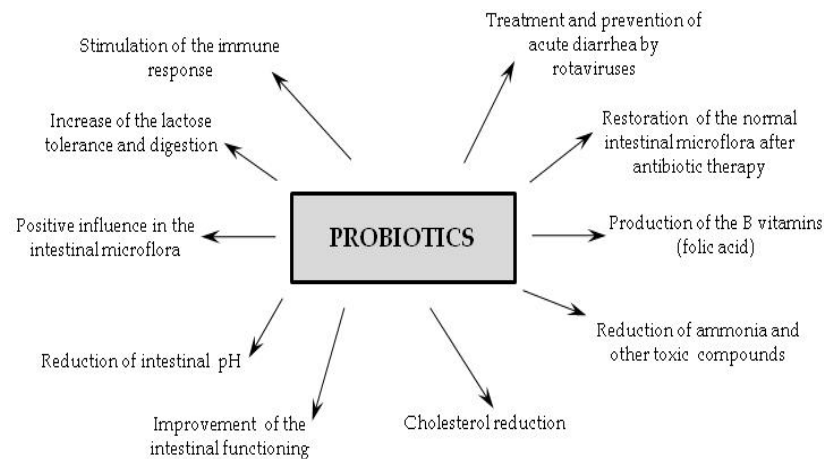 Treatment and prevention of
acute diarrhea by
rotaviruses
Stimulation of the immune
response
Increase of the lactose
tolerance and digestion
Restoration of the normal
intestinal microflora after
antibiotic therapy
Positive influence in the
intestinal microflora
PROBIOTICS
Production of the B vitamins
(folic acid)
Reduction of intestinal pH
Reduction of ammonia and
other toxic compounds
Improvement of the
intestinal functioning
Cholesterol reduction